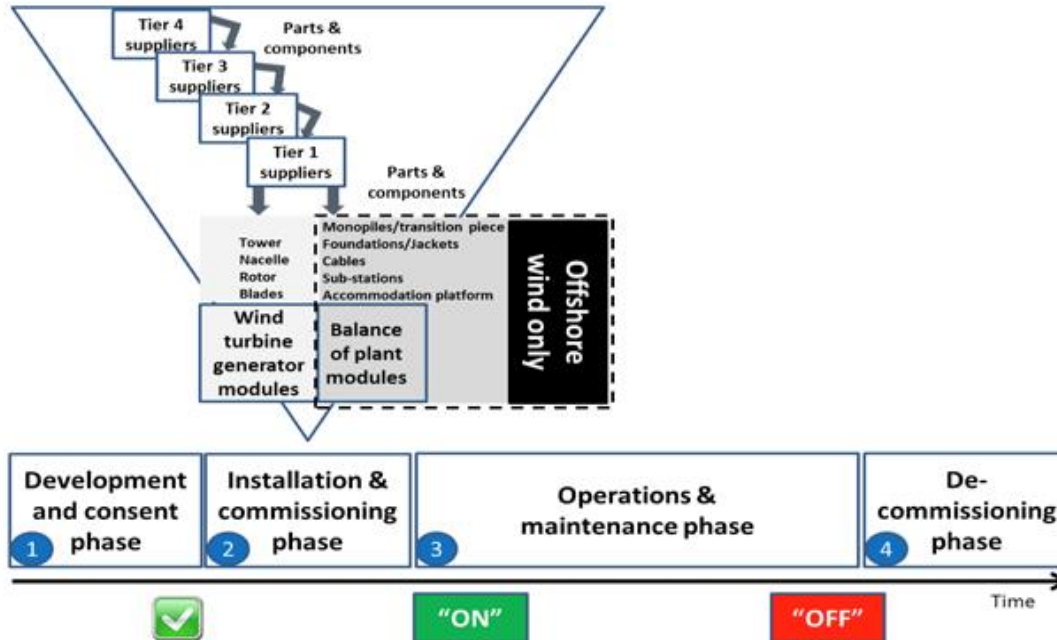 Tier 4
suppliers
Parts &
components
Tier 3
suppliers
Tier 2
suppliers
Tier 1
suppliers
Parts &
components
Tower
Nacelle
Rotor
Blades
Monopiles/transition piece
Foundations/Jackets
Cables
Sub-stations
Accommodation platform
Offshore
wind only
Wind
turbine
generator
modules
Balance
of plant
modules
Development
and consent
phase
1
Installation &
commissioning
phase
2
Operations &
maintenance phase
3
De-
commissioning
phase
4
Time
“ON”
“OFF”